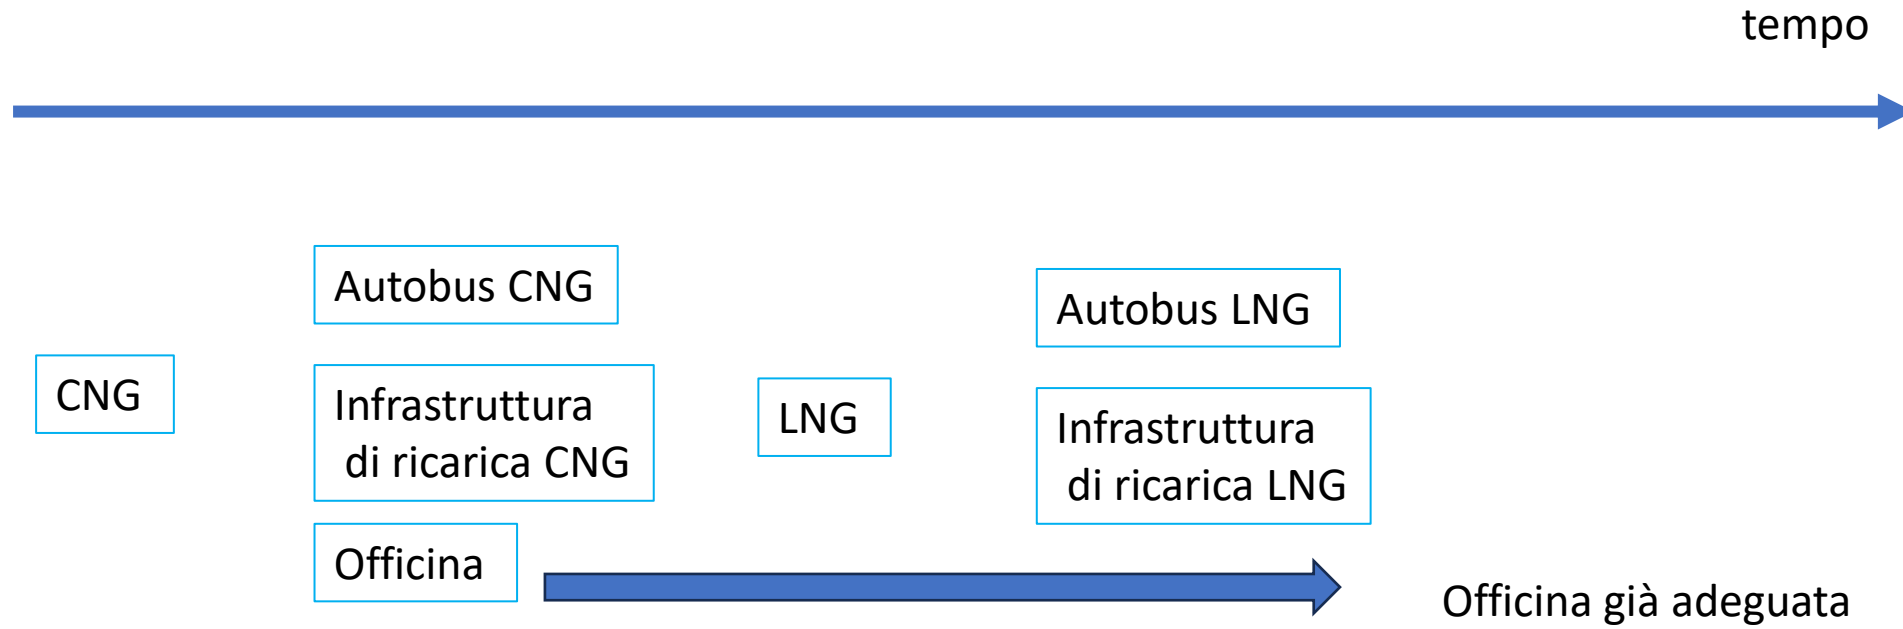 tempo
Autobus CNG
CNG
Infrastruttura
di ricarica CNG
Officina
LNG
Autobus LNG
Infrastruttura
di ricarica LNG
Officina già adeguata